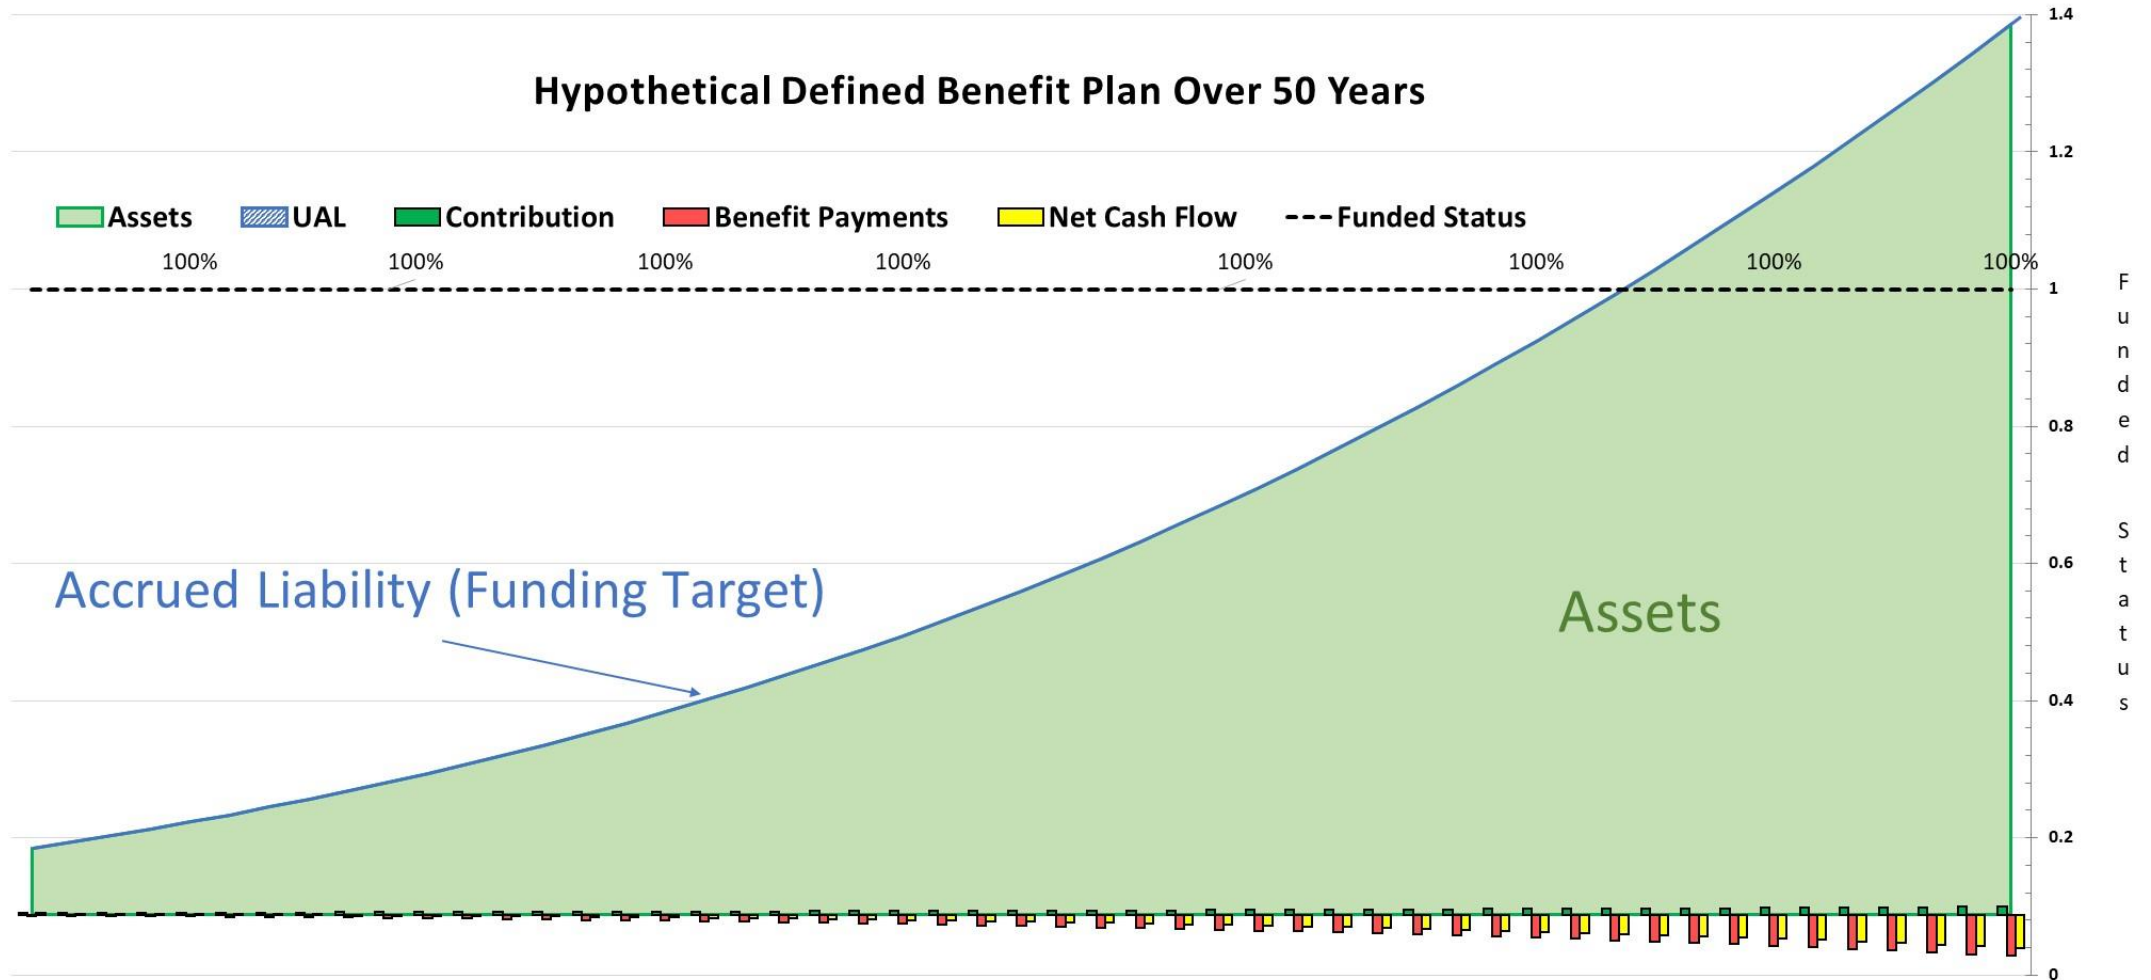 Hypothetical Defined Benefit Plan Over 50 Years
Assets UAL Contribution Benefit Payments Net Cash Flow Funded Status
100% 100% 100% 100% 100% 100% 100% 100%
Accrued Liability (Funding Target)
Assets
1.4
1.2
1
0.8
0.6
0.4
0.2
0
Funded Status